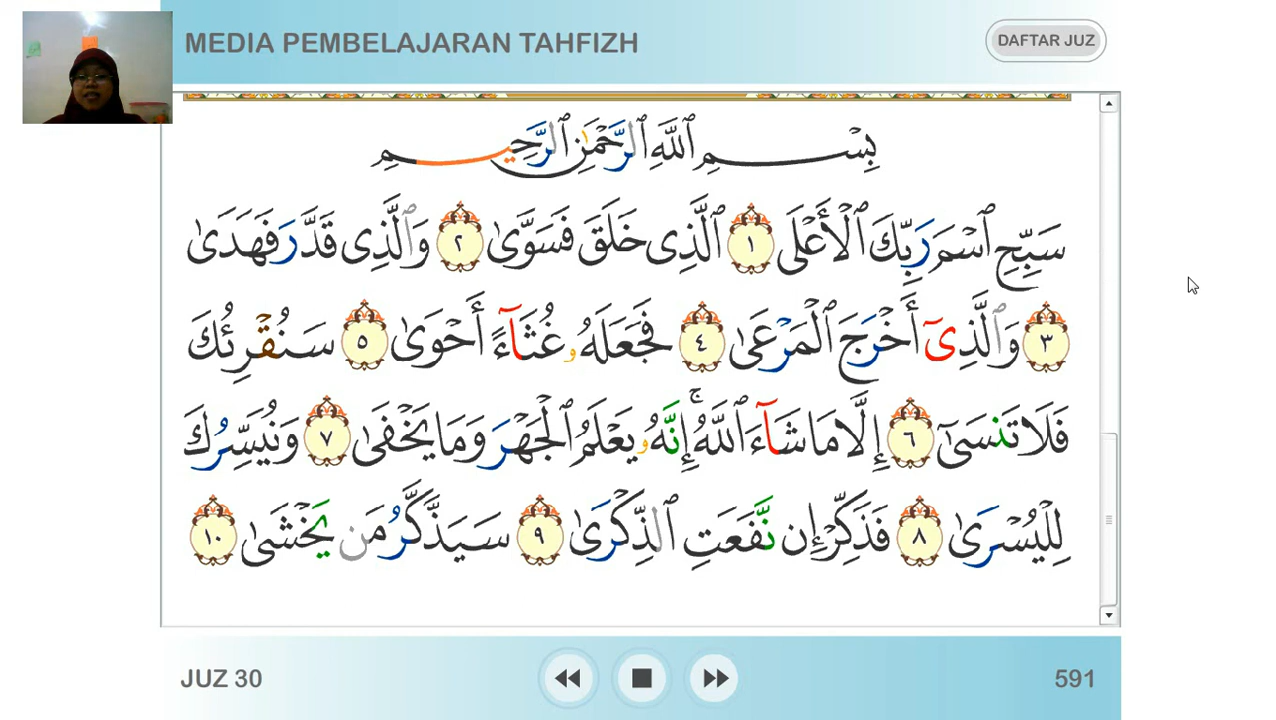 MEDIA PEMBELAJARAN TAHFIZH
DAFTAR JUZ
بِسْمِ ٱللَّهِ ٱلرَّحْمَٰنِ ٱلرَّحِيمِ
سَبِّحِ ٱسْمَ رَبِّكَ ٱلْأَعْلَى ١ ٱلَّذِى خَلَقَ فَسَوَّىٰ ٢ وَٱلَّذِى قَدَّرَ فَهَدَىٰ
٣ وَٱلَّذِىٓ أَخْرَجَ ٱلْمَرْعَىٰ ٤ فَجَعَلَهُۥ غُثَآءً أَحْوَىٰ ٥ سَنُقْرِئُكَ
فَلَا تَنسَىٰٓ ٦ إِلَّا مَا شَآءَ ٱللَّهُ ۚ إِنَّهُۥ يَعْلَمُ ٱلْجَهْرَ وَمَا يَخْفَىٰ ٧ وَنُيَسِّرُكَ
لِلْيُسْرَىٰ ٨ فَذَكِّرْ إِن نَّفَعَتِ ٱلذِّكْرَىٰ ٩ سَيَذَّكَّرُ مَن يَخْشَىٰ ١٠
JUZ 30
591